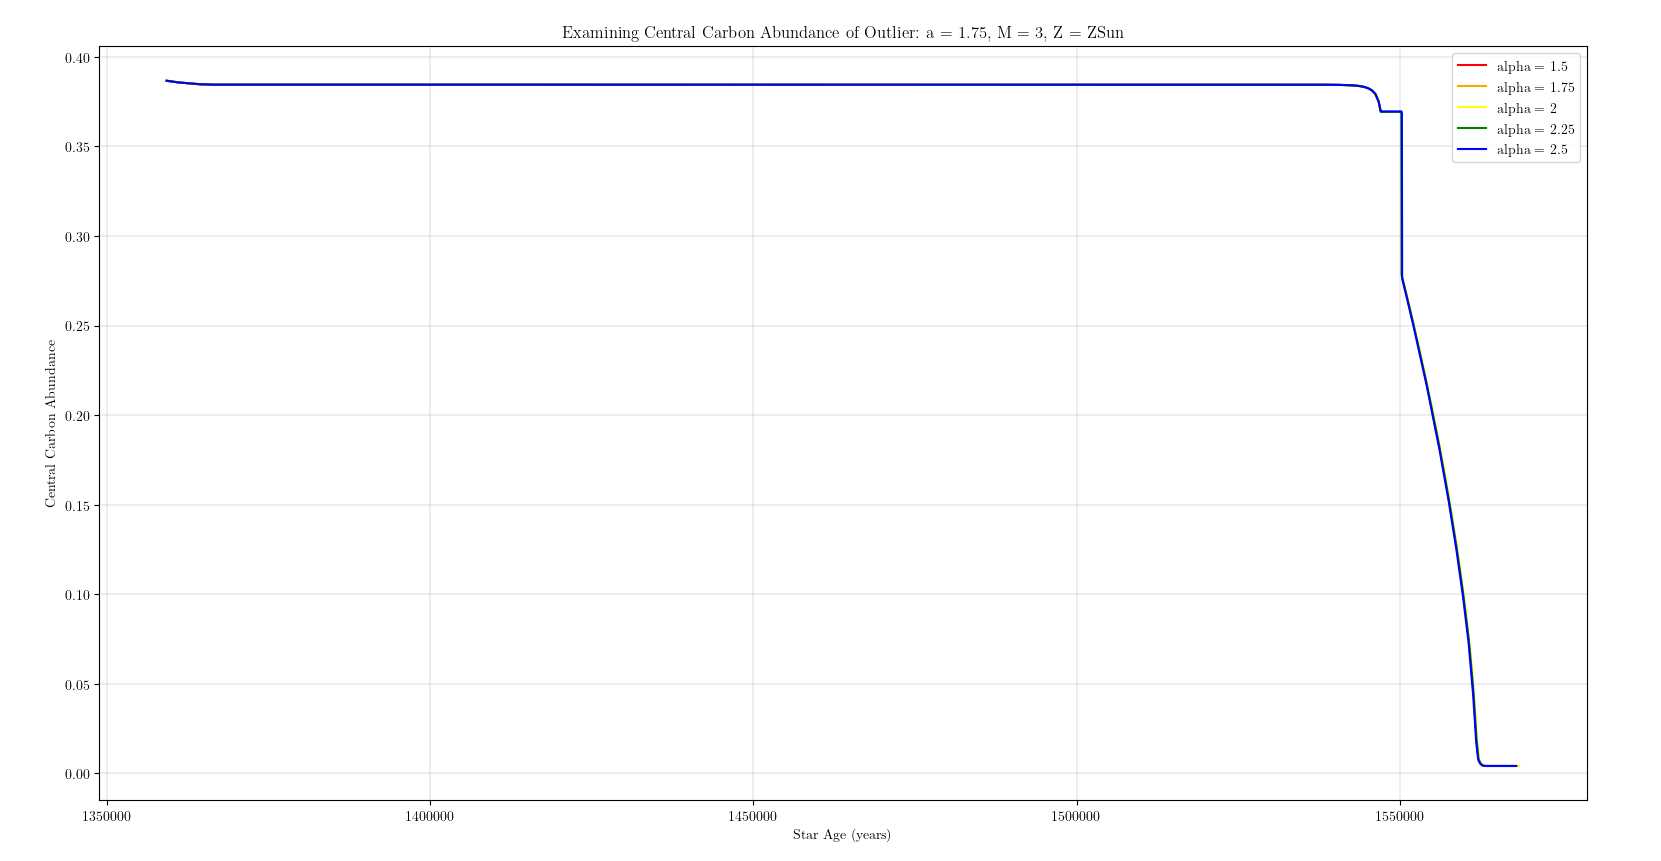 Examining Central Carbon Abundance of Outlier: a = 1.75, M = 3, Z = ZSun
alpha = 1.5
alpha = 1.75
alpha = 2
alpha = 2.25
alpha = 2.5
Central Carbon Abundance
0.40
0.35
0.30
0.25
0.20
0.15
0.10
0.05
0.00
1350000
1400000
1450000
1500000
1550000
Star Age (years)